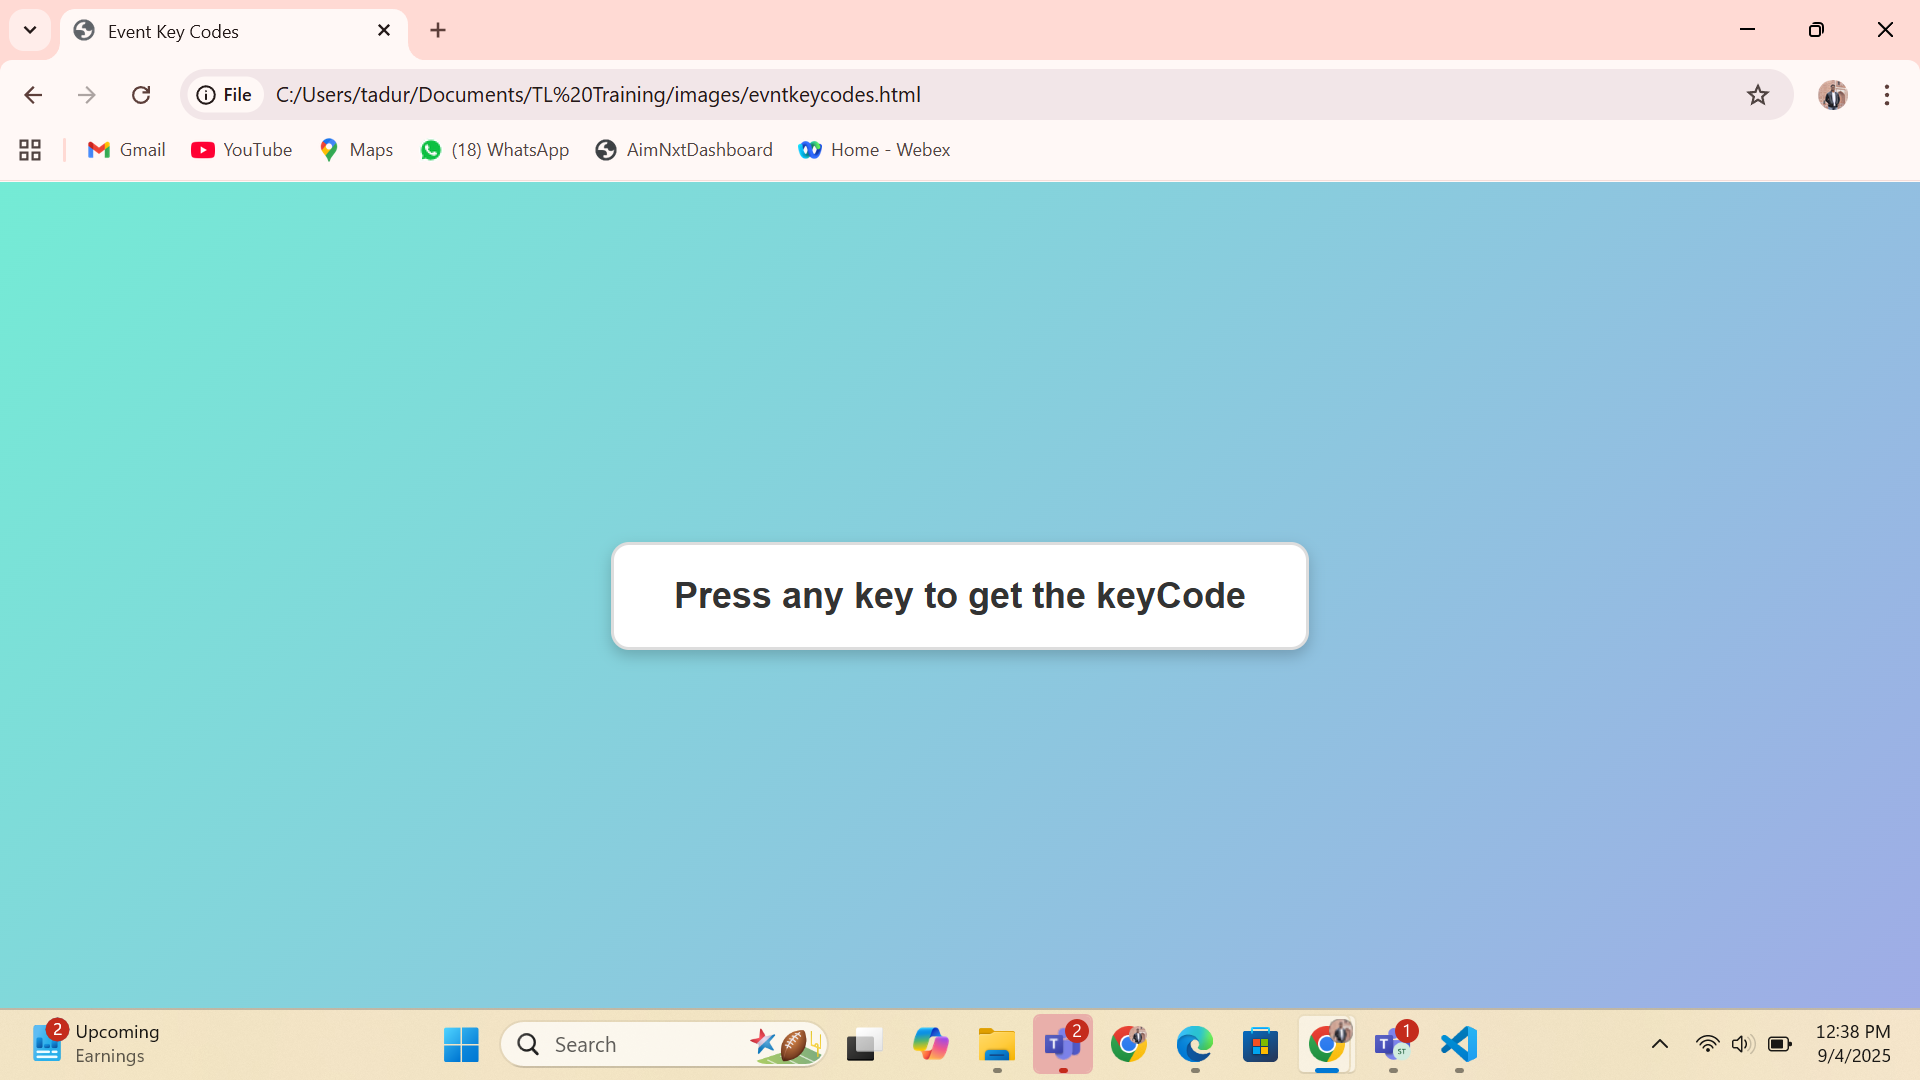 Event Key Codes
File
C:/Users/tadur/Documents/TL%20Training/images/evntkeycodes.html
Gmail
YouTube
Maps
(18) WhatsApp
AimNxtDashboard
Home - Webex
Press any key to get the keyCode
2
Upcoming
Earnings
Search
2
T
1
T
ST
12:38 PM
9/4/2025